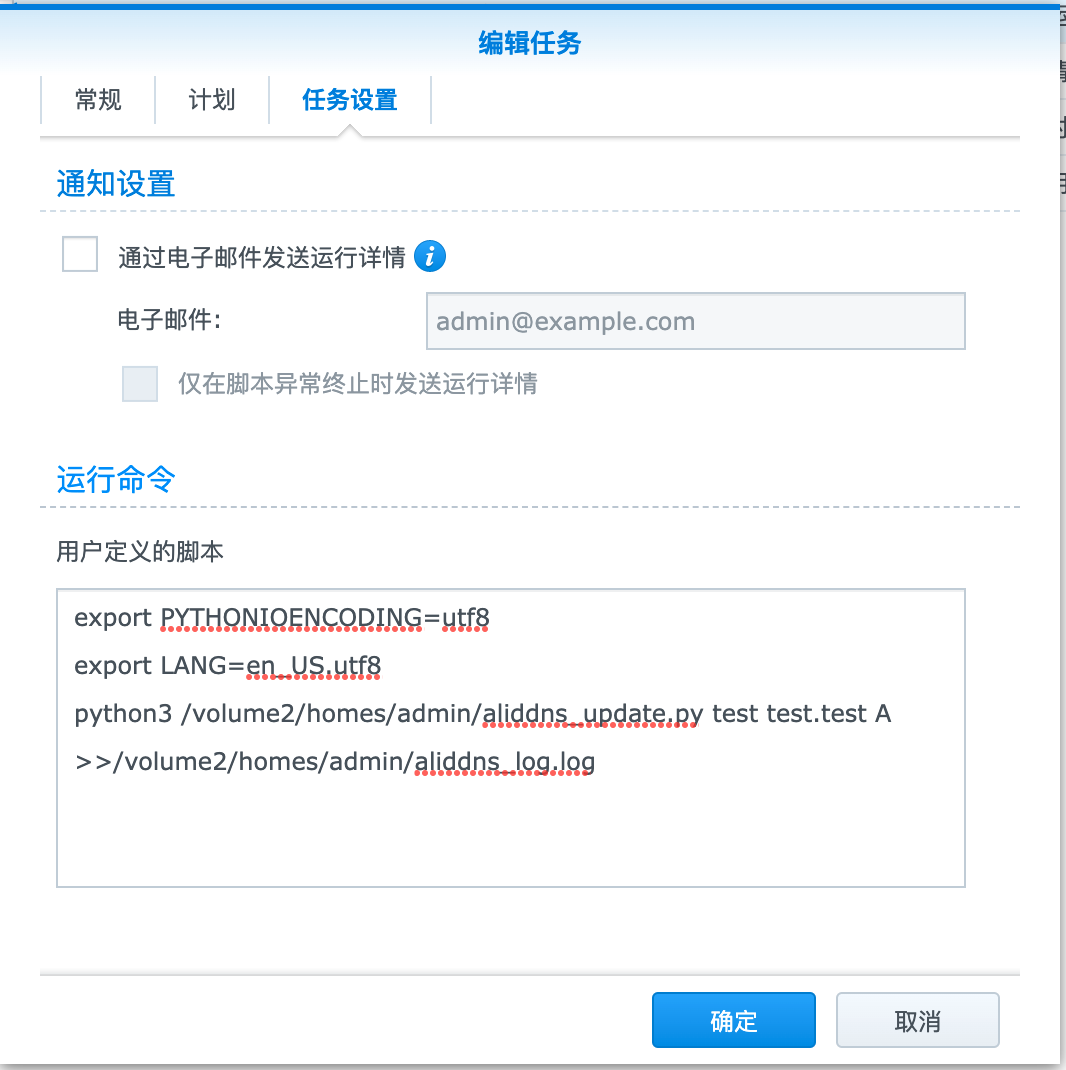 编辑任务
常规 计划 任务设置
通知设置
通过电子邮件发送运行详情 i
电子邮件: admin@example.com
仅在脚本异常终止时发送运行详情
运行命令
用户定义的脚本
export PYTHONIOENCODING=utf8
export LANG=en_US.utf8
python3 /volume2/homes/admin/aliddns_update.py test test.test A
>>/volume2/homes/admin/aliddns_log.log
确定 取消